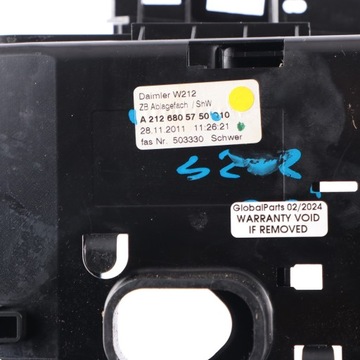 Daimler W212
ZB Ablagefach / SnW
A 212 680 57 50 010
28.11.2011 11:26:21
fas Nr. 503330 Schwer
GlobalParts 02/2024
WARRANTY VOID
IF REMOVED